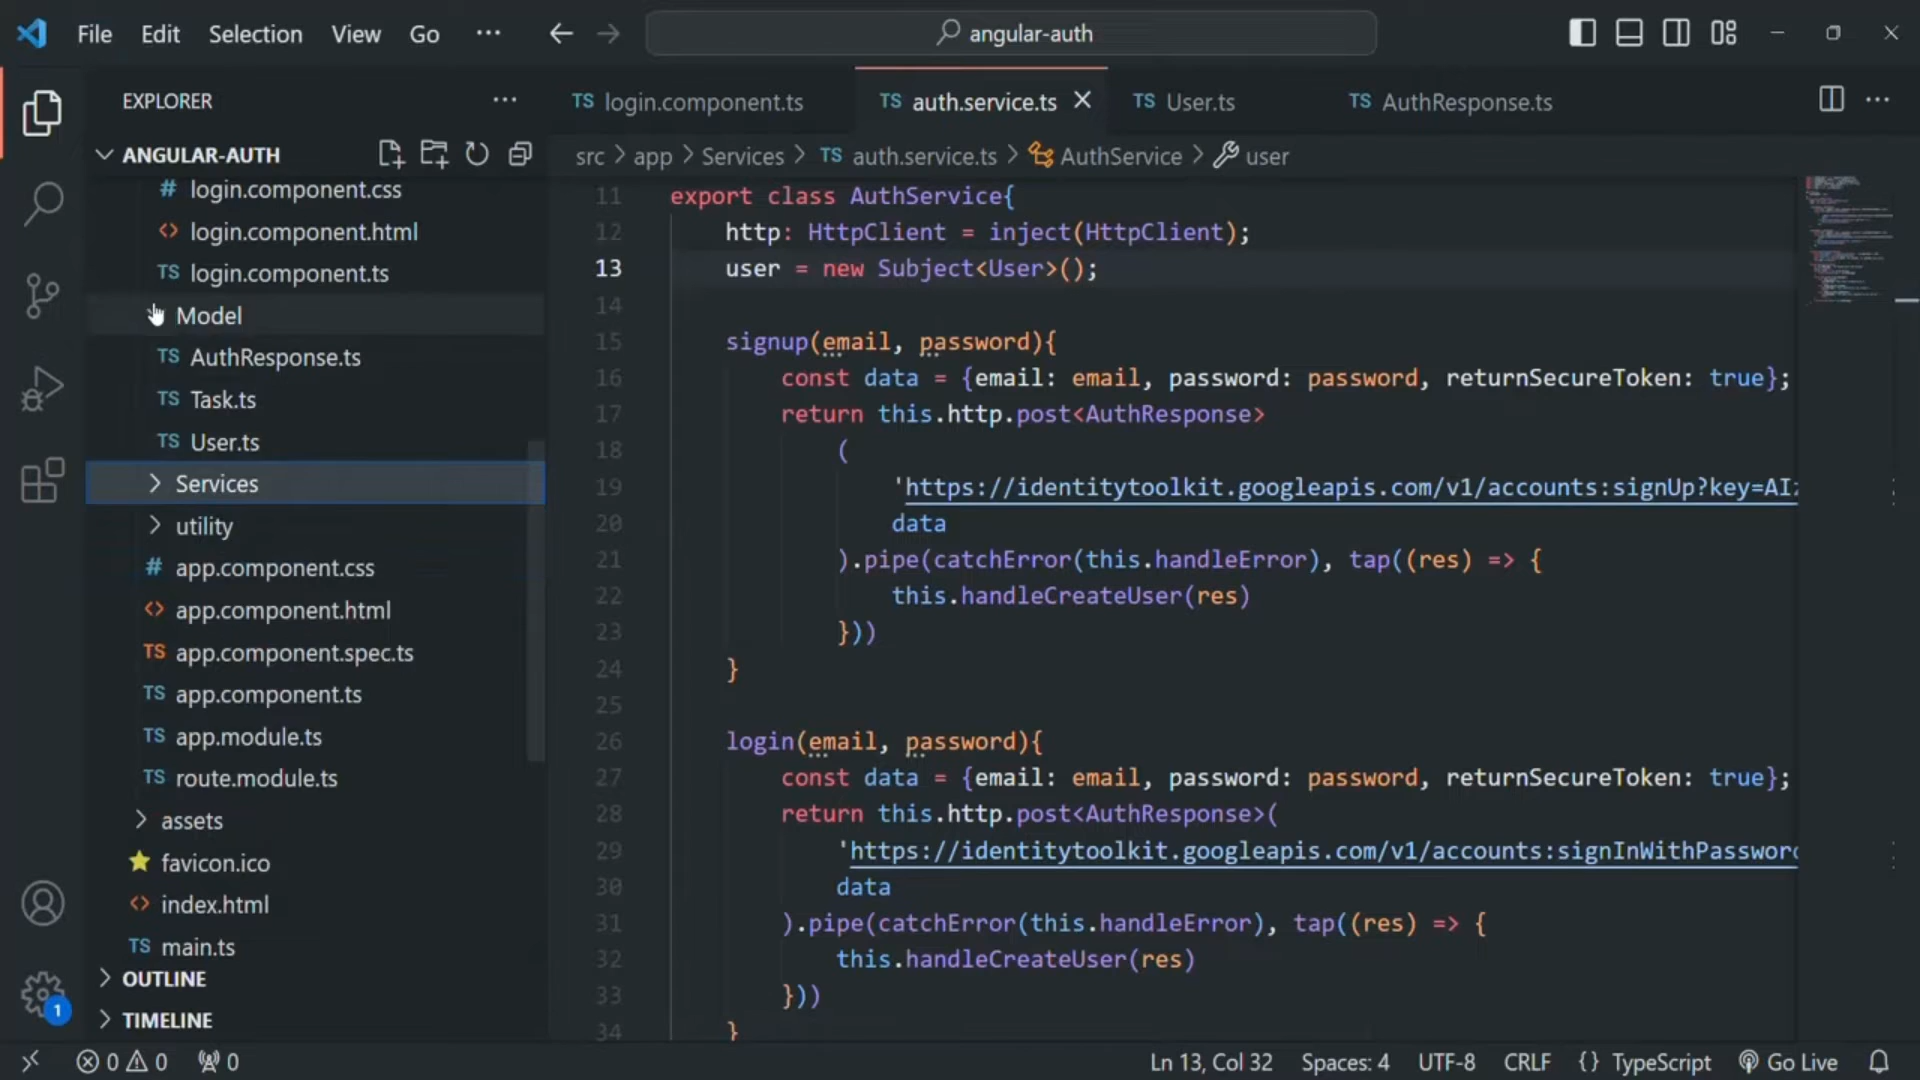 File Edit Selection View Go ··· angular-auth
EXPLORER ···
ANGULAR-AUTH
# login.component.css
<> login.component.html
TS login.component.ts
Model
TS AuthResponse.ts
TS Task.ts
TS User.ts
Services
utility
# app.component.css
<> app.component.html
TS app.component.spec.ts
TS app.component.ts
TS app.module.ts
TS route.module.ts
assets
favicon.ico
<> index.html
TS main.ts
OUTLINE
TIMELINE
1
TS login.component.ts TS auth.service.ts TS User.ts TS AuthResponse.ts ···
src > app > Services > TS auth.service.ts > AuthService > user
11 export class AuthService{
12 http: HttpClient = inject(HttpClient);
13 user = new Subject<User>();
14
15 signup(email, password){
16 const data = {email: email, password: password, returnSecureToken: true};
17 return this.http.post<AuthResponse>
18 (
19 'https://identitytoolkit.googleapis.com/v1/accounts:signUp?key=AI
20 data
21 ).pipe(catchError(this.handleError), tap((res) => {
22 this.handleCreateUser(res)
23 }))
24 }
25
26 login(email, password){
27 const data = {email: email, password: password, returnSecureToken: true};
28 return this.http.post<AuthResponse>(
29 'https://identitytoolkit.googleapis.com/v1/accounts:signInWithPassword
30 data
31 ).pipe(catchError(this.handleError), tap((res) => {
32 this.handleCreateUser(res)
33 }))
34 }
0 0 0 Ln 13, Col 32 Spaces: 4 UTF-8 CRLF {} TypeScript Go Live